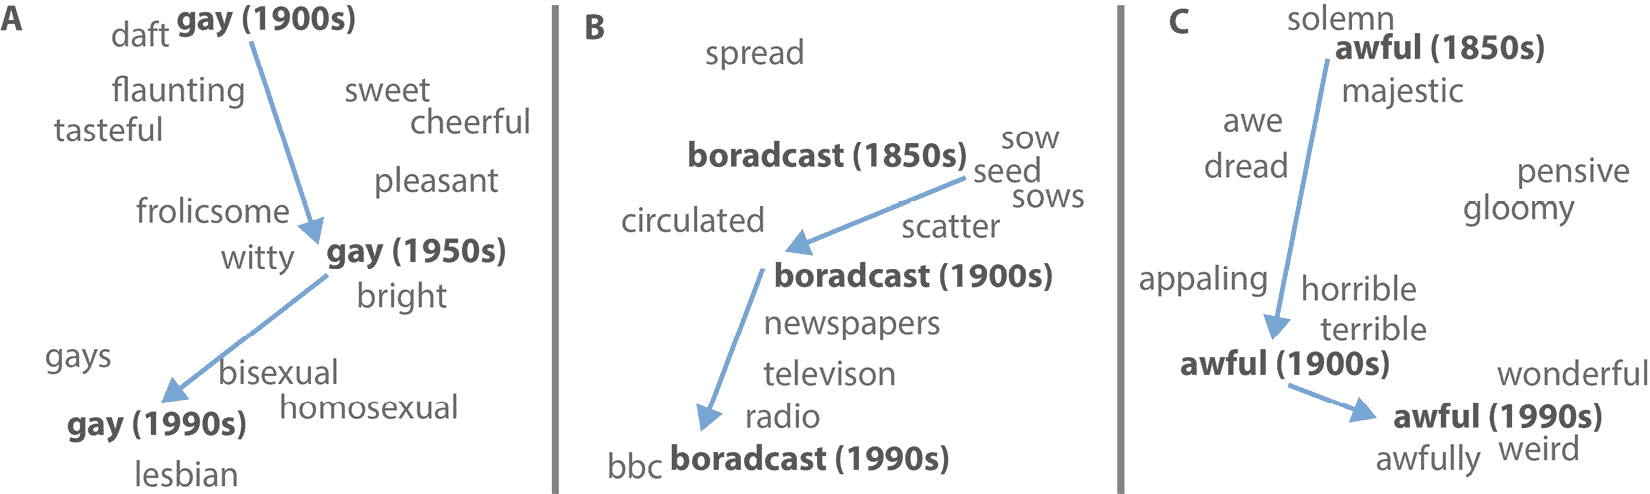 A
gay (1900s)
daft
flaunting
sweet
tasteful
cheerful
pleasant
frolicsome
witty
gay (1950s)
bright
gays
bisexual
homosexual
gay (1990s)
lesbian
B
spread
sow
boradcast (1850s)
seed
sows
circulated
scatter
boradcast (1900s)
newspapers
televison
radio
bbc
boradcast (1990s)
C
solemn
awful (1850s)
majestic
awe
dread
pensive
gloomy
appaling
horrible
terrible
awful (1900s)
wonderful
awful (1990s)
awfully
weird